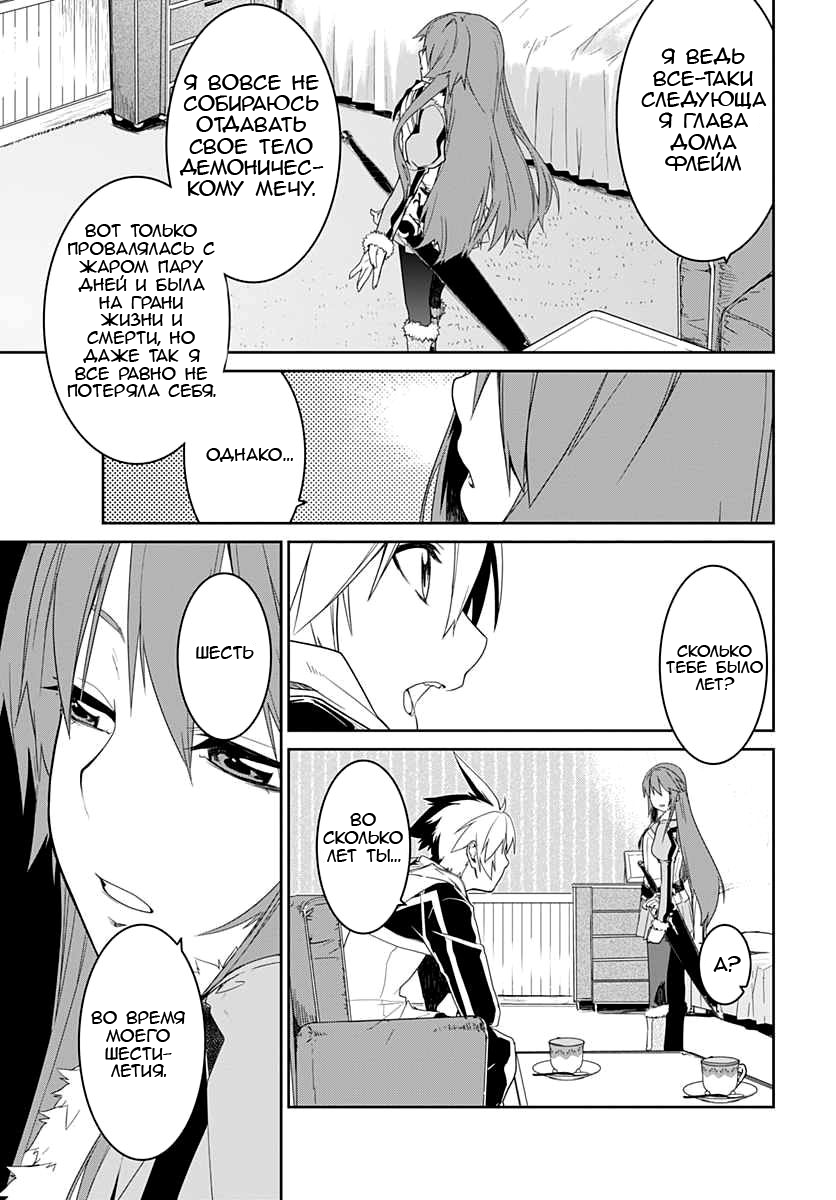 Я ВЕДЬ
ВСЕ-ТАКИ
СЛЕДУЮЩА
Я ГЛАВА
ДОМА
ФЛЕЙМ
Я ВОВСЕ НЕ
СОБИРАЮСЬ
ОТДАВАТЬ
СВОЕ ТЕЛО
ДЕМОНИЧЕС-
КОМУ МЕЧУ.
ВОТ ТОЛЬКО
ПРОВАЛЯЛАСЬ С
ЖАРОМ ПАРУ
ДНЕЙ И БЫЛА
НА ГРАНИ
ЖИЗНИ И
СМЕРТИ, НО
ДАЖЕ ТАК Я
ВСЕ РАВНО НЕ
ПОТЕРЯЛА СЕБЯ.
ОДНАКО...
СКОЛЬКО
ТЕБЕ БЫЛО
ЛЕТ?
А?
ВО
СКОЛЬКО
ЛЕТ ТЫ...
ШЕСТЬ
ВО ВРЕМЯ
МОЕГО
ШЕСТИ-
ЛЕТИЯ.